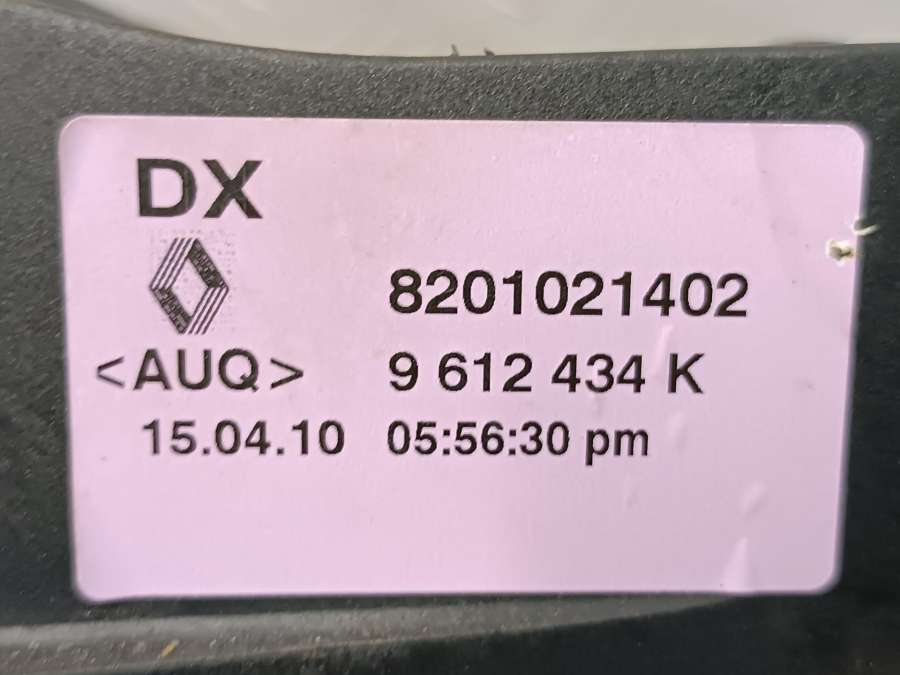 DX
8201021402
<AUQ> 9 612 434 K
15.04.10 05:56:30 pm